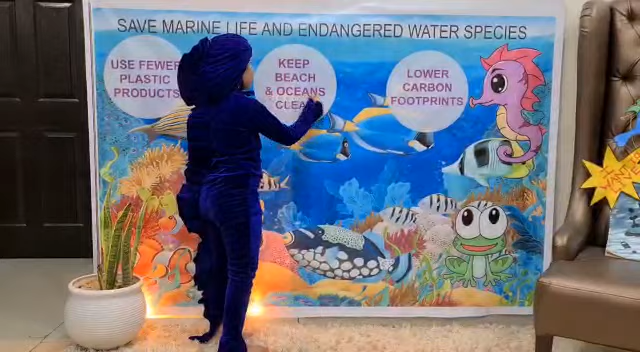 SAVE MARINE LIFE AND ENDANGERED WATER SPECIES
USE FEWER
PLASTIC
PRODUCTS
KEEP
BEACH
& OCEANS
CLEAN
LOWER
CARBON
FOOTPRINTS